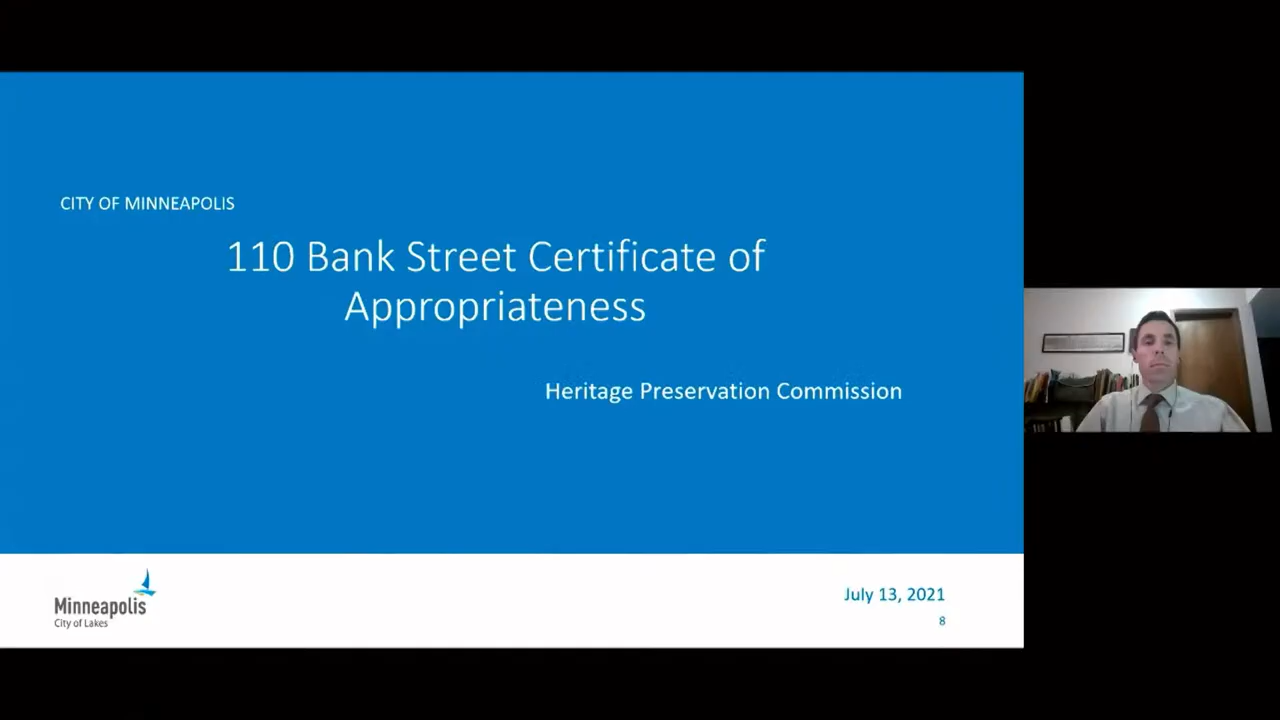 CITY OF MINNEAPOLIS
110 Bank Street Certificate of
Appropriateness
Heritage Preservation Commission
Minneapolis
City of Lakes
July 13, 2021
8